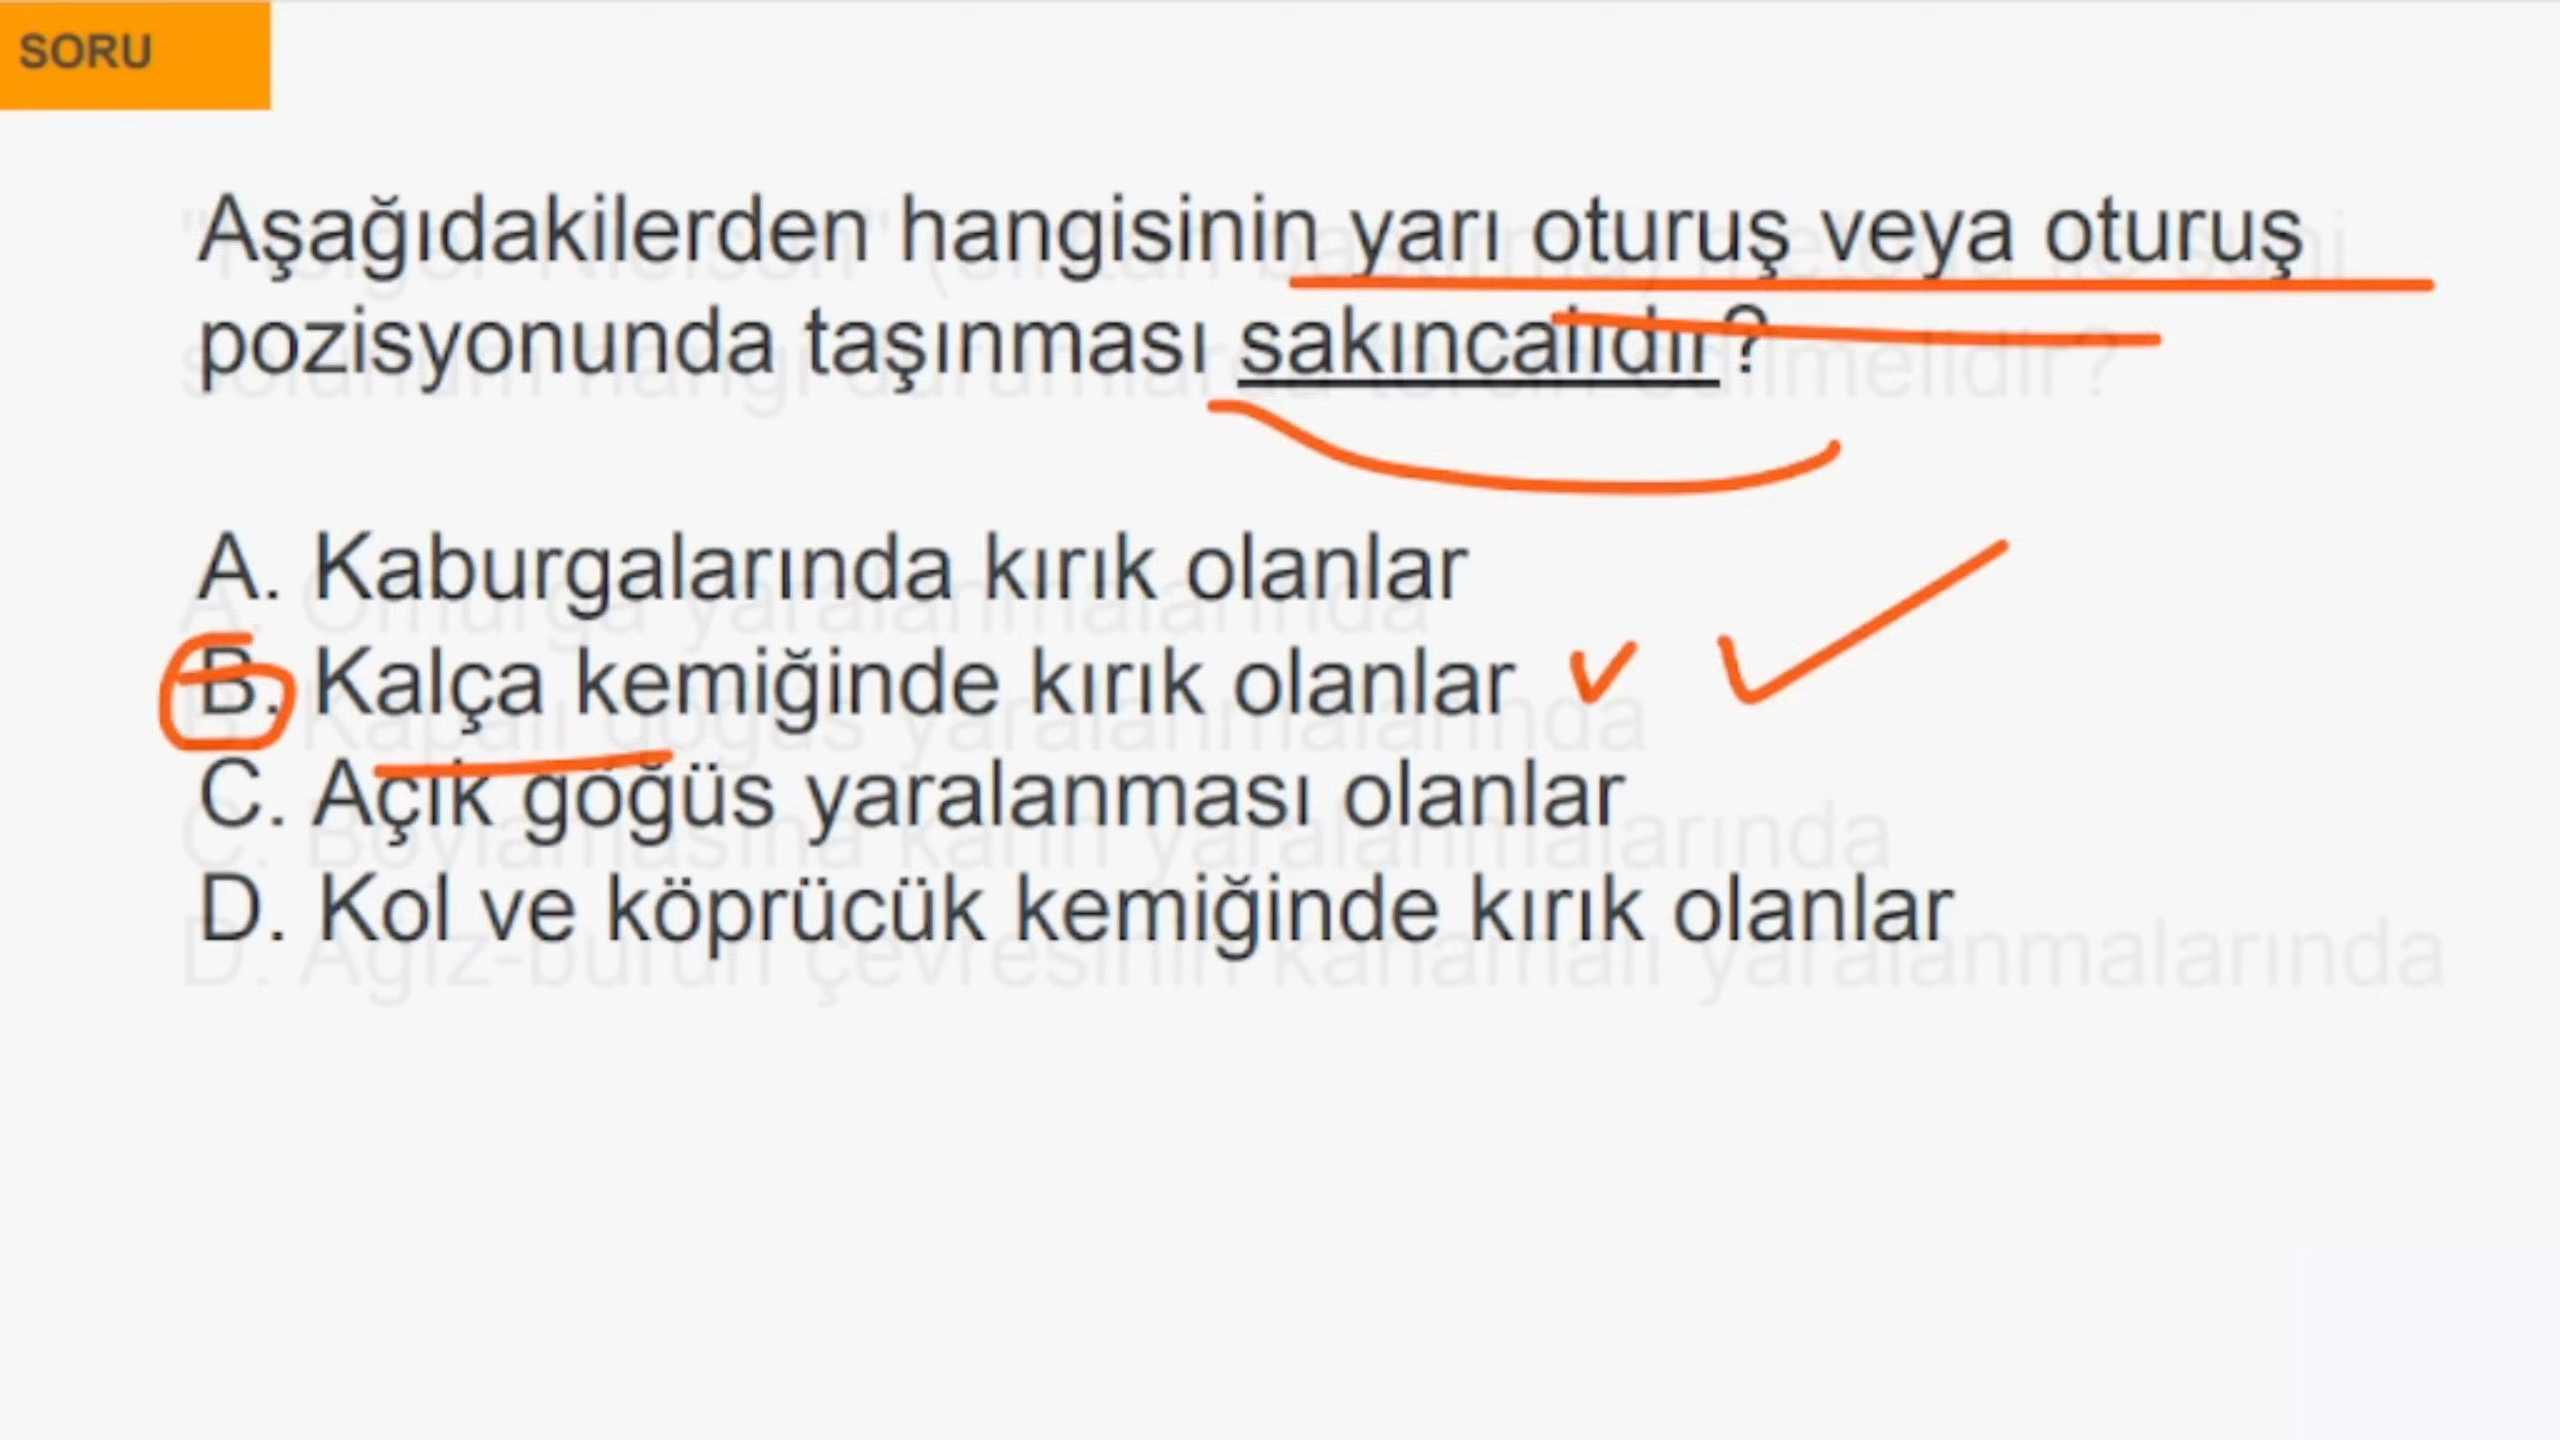 SORU
Aşağıdakilerden hangisinin yarı oturuş veya oturuş
pozisyonunda taşınması sakıncalıdır?
A. Kaburgalarında kırık olanlar
B. Kalça kemiğinde kırık olanlar
C. Açık göğüs yaralanması olanlar
D. Kol ve köprücük kemiğinde kırık olanlar